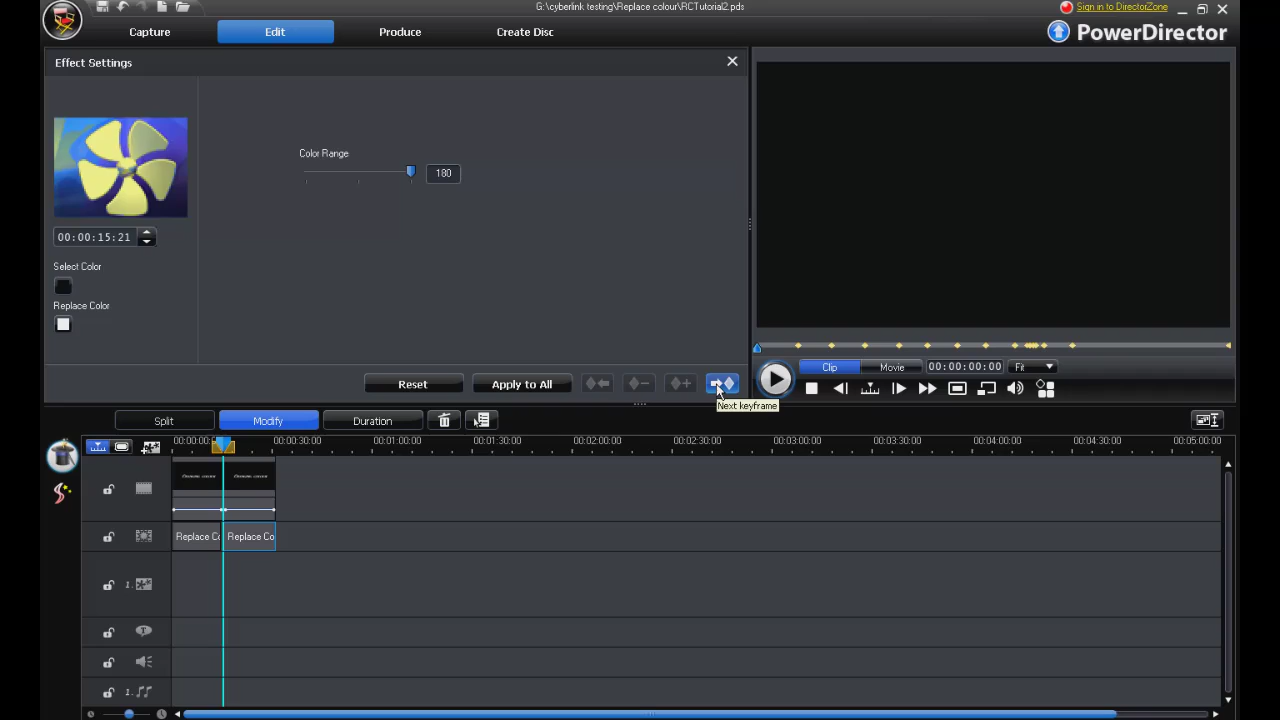 G:\cyberlink testing\Replace colour\RCTutorial2.pds
Sign in to DirectorZone
Capture
Edit
Produce
Create Disc
PowerDirector
Effect Settings
Color Range
180
00:00:15:21
Select Color
Replace Color
Reset
Apply to All
Next keyframe
Clip
Movie
00:00:00:00
Fit
Split
Modify
Duration
00:00:0
00:00:30:00
00:01:00:00
00:01:30:00
00:02:00:00
00:02:30:00
00:03:00:00
00:03:30:00
00:04:00:00
00:04:30:00
00:05:00:00
Replace Co
Replace Co
1.
1.